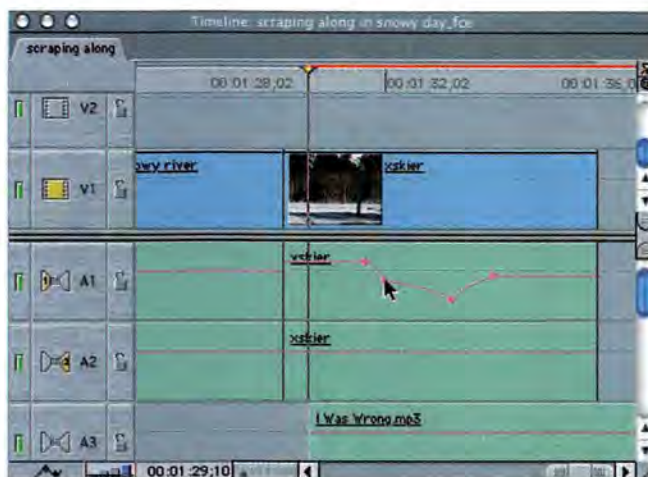 Timeline: scraping along in snowy day_fce
scraping along
00:01:28;02 00:01:32;02 00:01:36;0
V2
V1 owy river xskier
A1 xskier
A2 xskier
A3 I Was Wrong.mp3
00:01:29;10